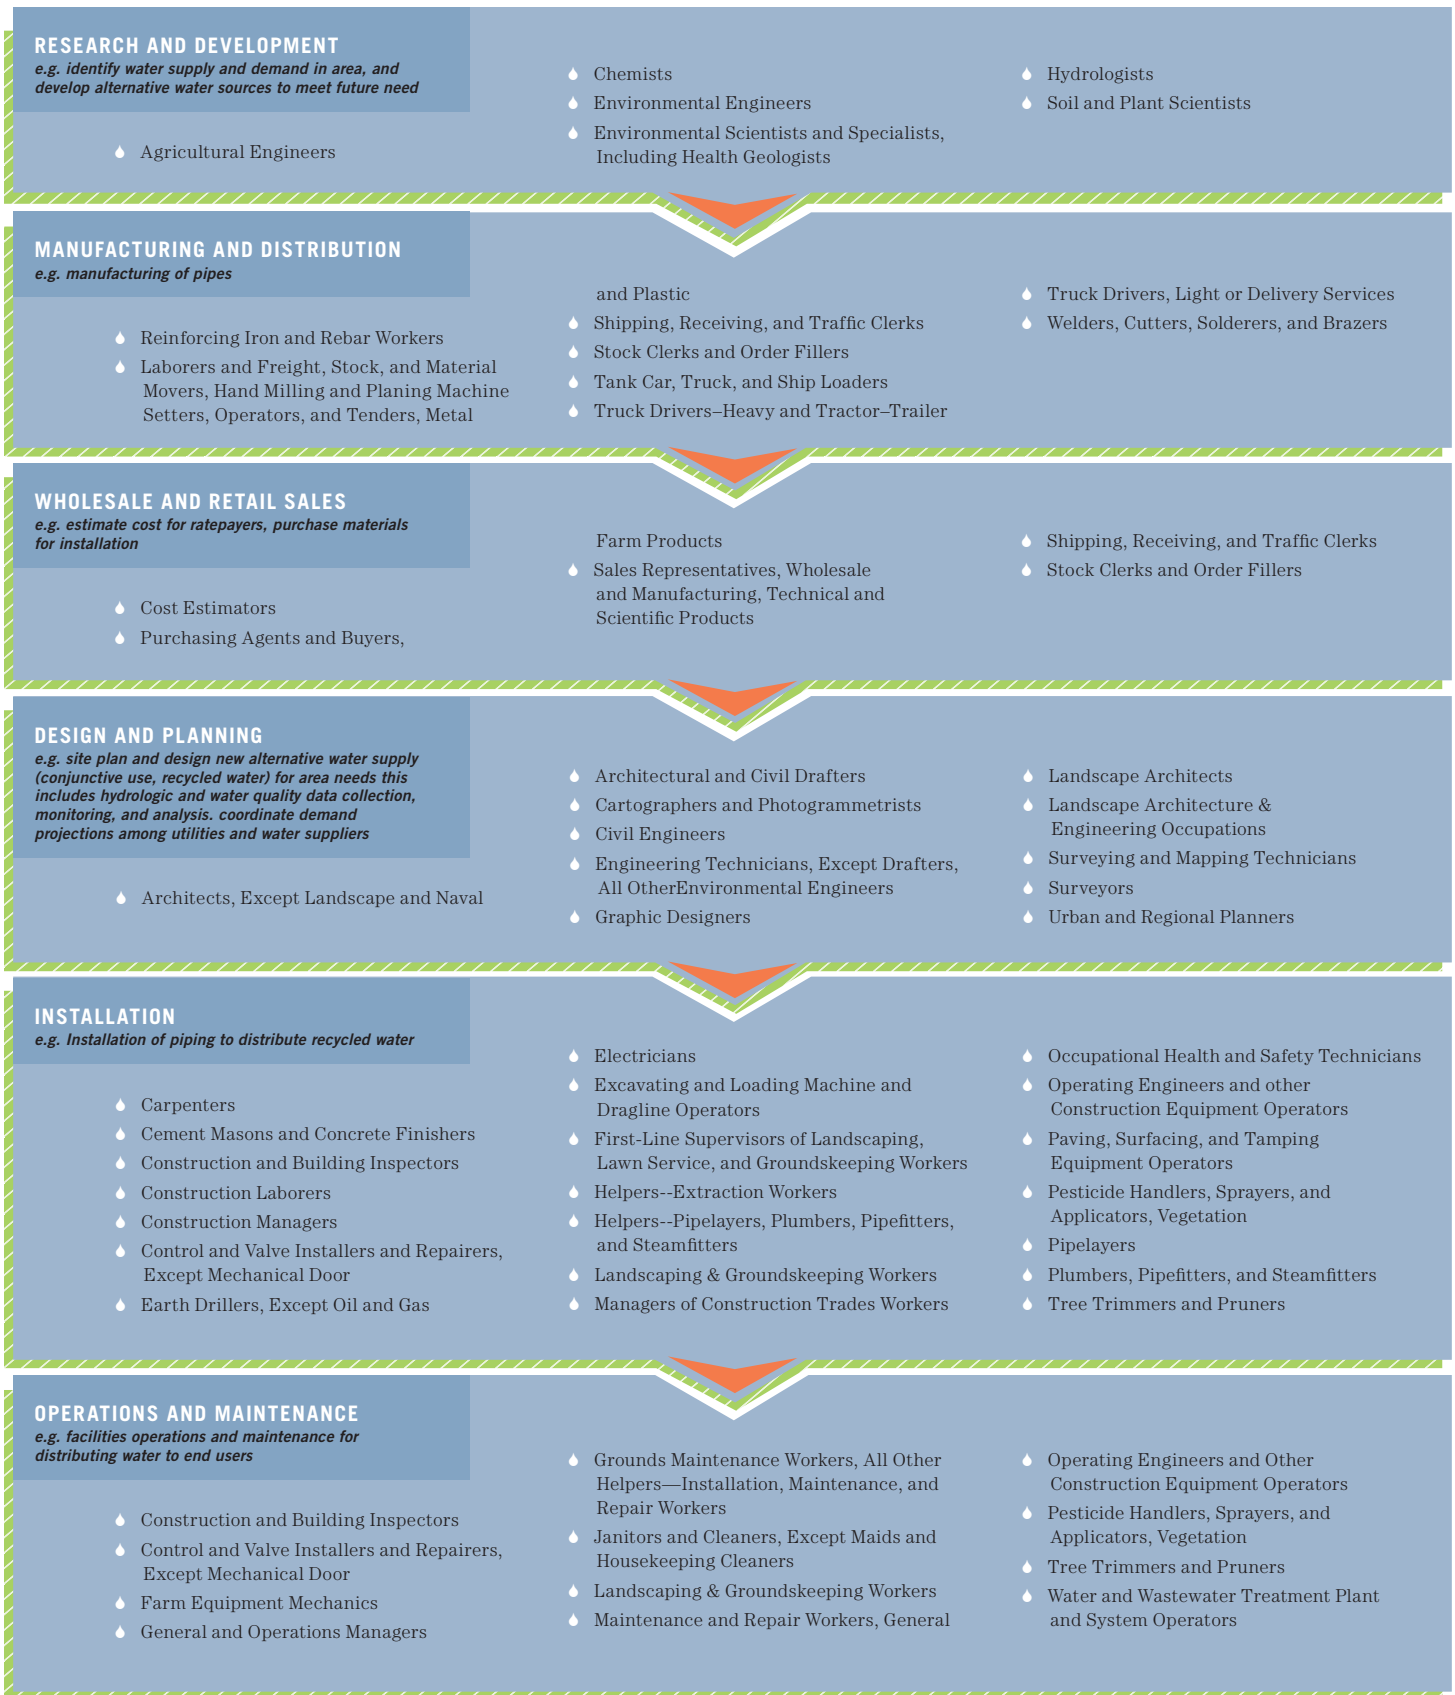 RESEARCH AND DEVELOPMENT
e.g. identify water supply and demand in area, and
develop alternative water sources to meet future need
Agricultural Engineers
Chemists
Environmental Engineers
Environmental Scientists and Specialists,
Including Health Geologists
Hydrologists
Soil and Plant Scientists
MANUFACTURING AND DISTRIBUTION
e.g. manufacturing of pipes
Reinforcing Iron and Rebar Workers
Laborers and Freight, Stock, and Material
Movers, Hand Milling and Planing Machine
Setters, Operators, and Tenders, Metal
and Plastic
Shipping, Receiving, and Traffic Clerks
Stock Clerks and Order Fillers
Tank Car, Truck, and Ship Loaders
Truck Drivers–Heavy and Tractor–Trailer
Truck Drivers, Light or Delivery Services
Welders, Cutters, Solderers, and Brazers
WHOLESALE AND RETAIL SALES
e.g. estimate cost for ratepayers, purchase materials
for installation
Cost Estimators
Purchasing Agents and Buyers,
Farm Products
Sales Representatives, Wholesale
and Manufacturing, Technical and
Scientific Products
Shipping, Receiving, and Traffic Clerks
Stock Clerks and Order Fillers
DESIGN AND PLANNING
e.g. site plan and design new alternative water supply
(conjunctive use, recycled water) for area needs this
includes hydrologic and water quality data collection,
monitoring, and analysis. coordinate demand
projections among utilities and water suppliers
Architects, Except Landscape and Naval
Architectural and Civil Drafters
Cartographers and Photogrammetrists
Civil Engineers
Engineering Technicians, Except Drafters,
All OtherEnvironmental Engineers
Graphic Designers
Landscape Architects
Landscape Architecture &
Engineering Occupations
Surveying and Mapping Technicians
Surveyors
Urban and Regional Planners
INSTALLATION
e.g. Installation of piping to distribute recycled water
Carpenters
Cement Masons and Concrete Finishers
Construction and Building Inspectors
Construction Laborers
Construction Managers
Control and Valve Installers and Repairers,
Except Mechanical Door
Earth Drillers, Except Oil and Gas
Electricians
Excavating and Loading Machine and
Dragline Operators
First-Line Supervisors of Landscaping,
Lawn Service, and Groundskeeping Workers
Helpers--Extraction Workers
Helpers--Pipelayers, Plumbers, Pipefitters,
and Steamfitters
Landscaping & Groundskeeping Workers
Managers of Construction Trades Workers
Occupational Health and Safety Technicians
Operating Engineers and other
Construction Equipment Operators
Paving, Surfacing, and Tamping
Equipment Operators
Pesticide Handlers, Sprayers, and
Applicators, Vegetation
Pipelayers
Plumbers, Pipefitters, and Steamfitters
Tree Trimmers and Pruners
OPERATIONS AND MAINTENANCE
e.g. facilities operations and maintenance for
distributing water to end users
Construction and Building Inspectors
Control and Valve Installers and Repairers,
Except Mechanical Door
Farm Equipment Mechanics
General and Operations Managers
Grounds Maintenance Workers, All Other
Helpers—Installation, Maintenance, and
Repair Workers
Janitors and Cleaners, Except Maids and
Housekeeping Cleaners
Landscaping & Groundskeeping Workers
Maintenance and Repair Workers, General
Operating Engineers and Other
Construction Equipment Operators
Pesticide Handlers, Sprayers, and
Applicators, Vegetation
Tree Trimmers and Pruners
Water and Wastewater Treatment Plant
and System Operators